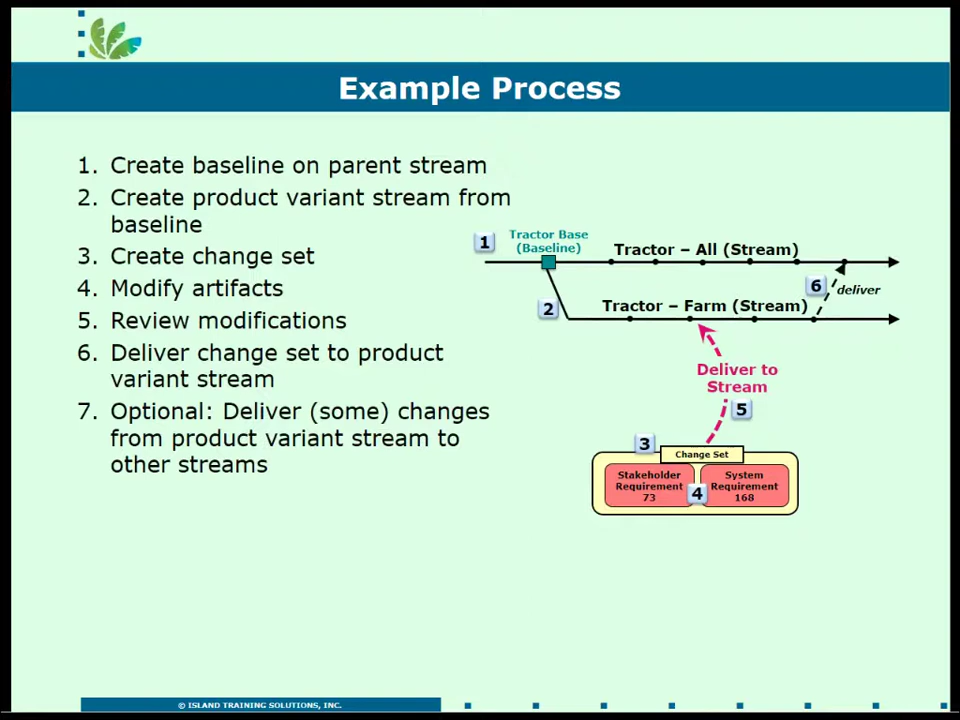 Example Process
1. Create baseline on parent stream
2. Create product variant stream from
baseline
3. Create change set
4. Modify artifacts
5. Review modifications
6. Deliver change set to product
variant stream
7. Optional: Deliver (some) changes
from product variant stream to
other streams
1
Tractor Base
(Baseline)
Tractor – All (Stream)
2
Tractor – Farm (Stream)
6
deliver
Deliver to
Stream
5
3
Change Set
Stakeholder
Requirement
73
4
System
Requirement
168
© ISLAND TRAINING SOLUTIONS, INC.